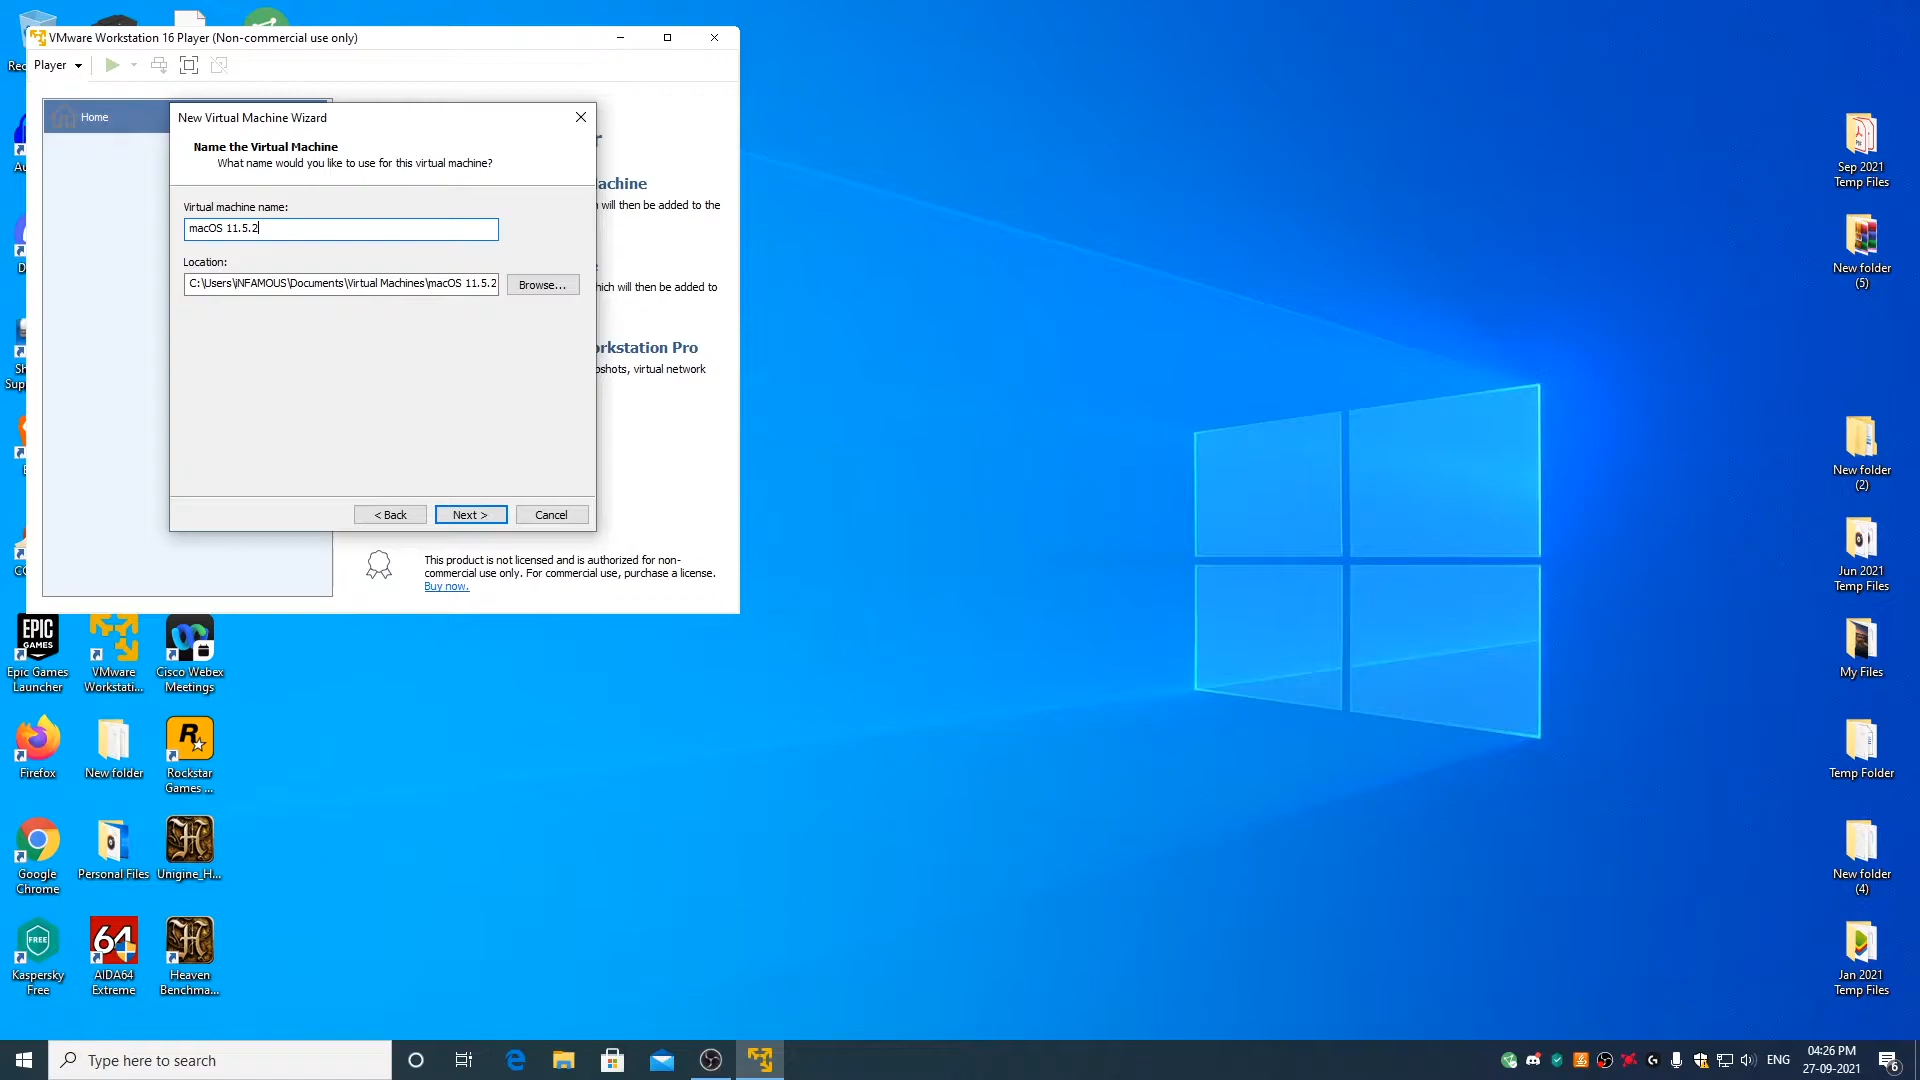 VMware Workstation 16 Player (Non-commercial use only)
Player
Home
New Virtual Machine Wizard
Name the Virtual Machine
What name would you like to use for this virtual machine?
Virtual machine name:
macOS 11.5.2
Location:
C:\Users\iNFAMOUS\Documents\Virtual Machines\macOS 11.5.2
Browse...
< Back
Next >
Cancel
achine
will then be added to the
hich will then be added to
orkstation Pro
pshots, virtual network
This product is not licensed and is authorized for non-
commercial use only. For commercial use, purchase a license.
Buy now.
EPIC
GAMES
Epic Games
Launcher
VMware
Workstati...
Cisco Webex
Meetings
Firefox
New folder
R
Rockstar
Games ...
Google
Chrome
Personal Files
H
Unigine_H...
FREE
Kaspersky
Free
64
AIDA64
Extreme
H
Heaven
Benchma...
Sep 2021
Temp Files
New folder
(5)
New folder
(2)
Jun 2021
Temp Files
My Files
Temp Folder
New folder
(4)
Jan 2021
Temp Files
Type here to search
ENG
04:26 PM
27-09-2021
6